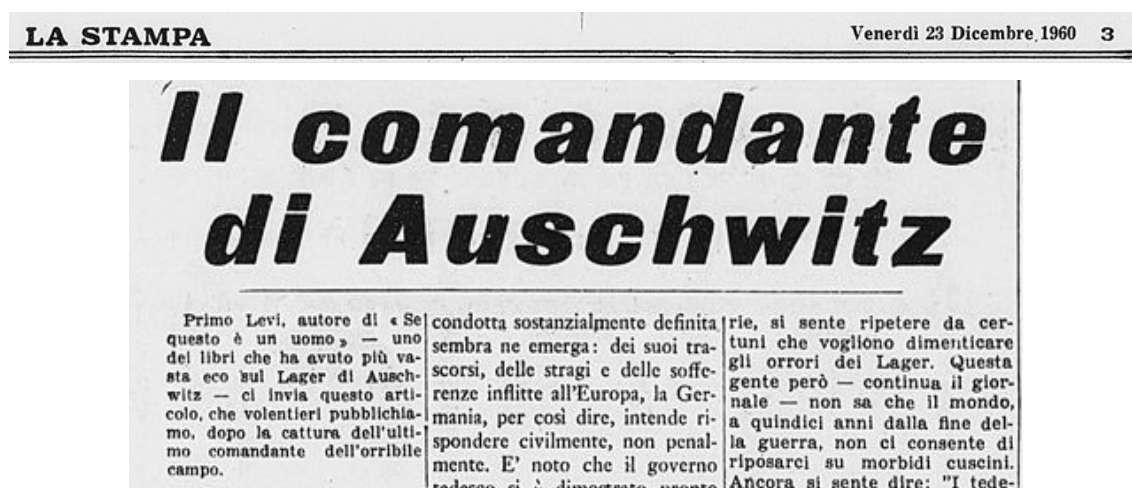 LA STAMPA
Venerdì 23 Dicembre 1960 3
Il comandante
di Auschwitz
Primo Levi, autore di « Se
questo è un uomo » — uno
dei libri che ha avuto più va-
sta eco sui Lager di Ausch-
witz — ci invia questo arti-
colo, che volentieri pubblichia-
mo, dopo la cattura dell'ulti-
mo comandante dell'orribile
campo.
condotta sostanzialmente definita
sembra ne emerga: dei suoi tra-
scorsi, delle stragi e delle soffe-
renze inflitte all'Europa, la Ger-
mania, per così dire, intende ri-
spondere civilmente, non penal-
mente. E' noto che il governo
tedesco si è dimostrato pronto
rie, si sente ripetere da cer-
tuni che vogliono dimenticare
gli orrori dei Lager. Questa
gente però — continua il gior-
nale — non sa che il mondo,
a quindici anni dalla fine del-
la guerra, non ci consente di
riposarci su morbidi cuscini.
Ancora si sente dire: "I tede-